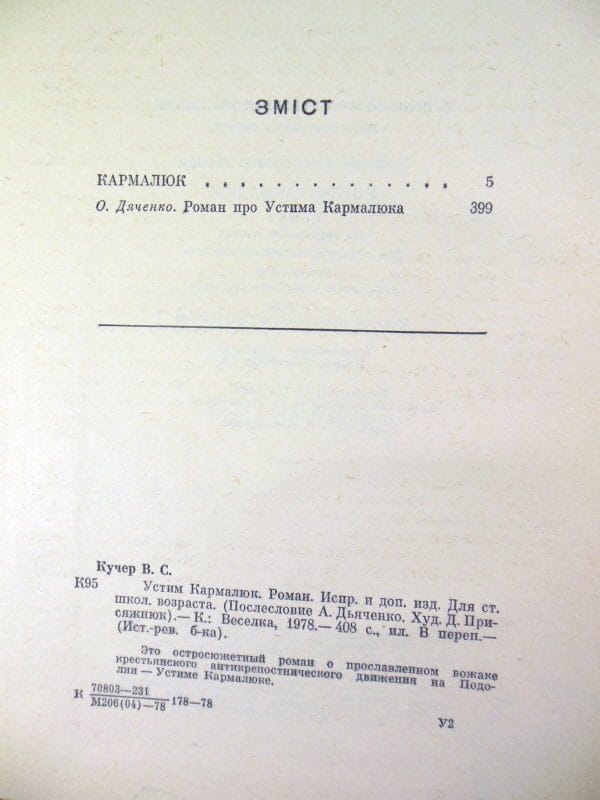 ЗМІСТ
КАРМАЛЮК . . . . . . . . . . . . . . 5
О. Дяченко. Роман про Устима Кармалюка 399
Кучер В. С.
К95 Устим Кармалюк. Роман. Испр. и доп. изд. Для ст.
школ. возраста. (Послесловие А. Дьяченко. Худ. Д. При-
сяжнюк).— К.: Веселка, 1978.— 408 с., ил. В переп.—
(Ист.-рев. б-ка).
Это остросюжетный роман о прославленном вожаке
крестьянского антикрепостнического движения на Подо-
лии — Устиме Кармалюке.
К 70803—231
М206(04)—78 178—78
У2